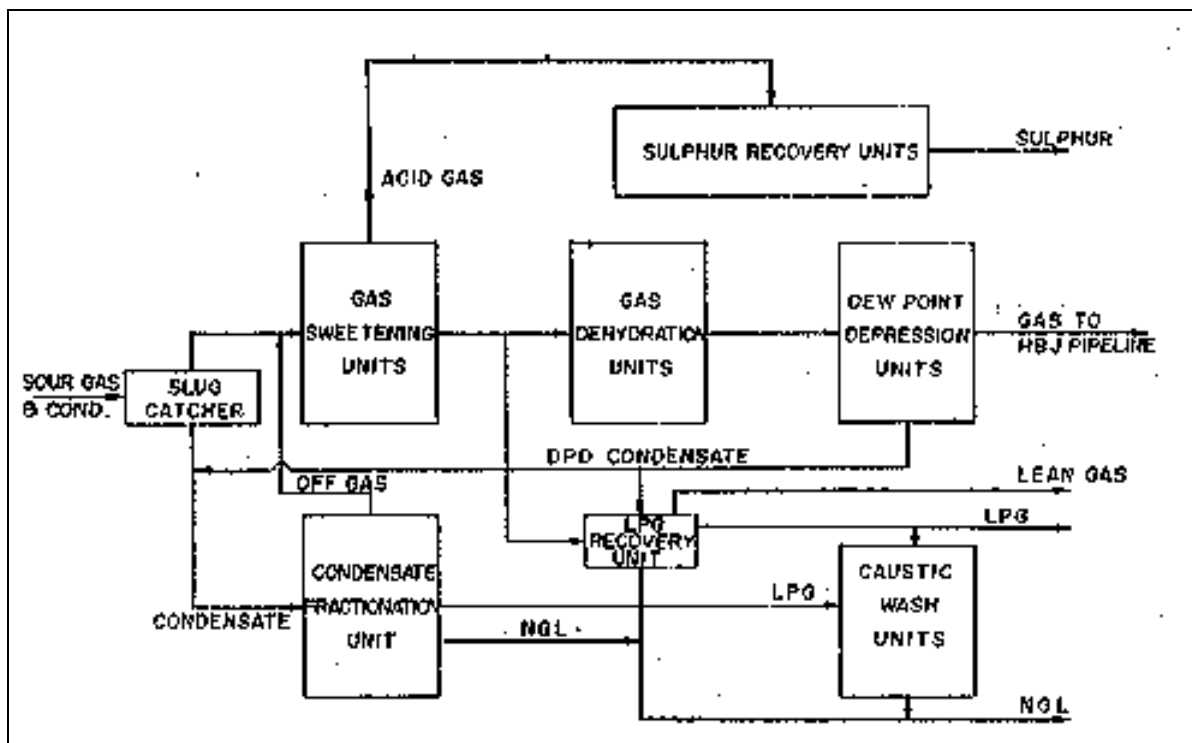 SULPHUR RECOVERY UNITS
SULPHUR
ACID GAS
GAS
SWEETENING
UNITS
GAS
DEHYDRATION
UNITS
DEW POINT
DEPRESSION
UNITS
GAS TO
HBJ PIPELINE
SOUR GAS
& COND.
SLUG
CATCHER
DPD CONDENSATE
OFF GAS
LEAN GAS
LPG
RECOVERY
UNIT
LPG
CONDENSATE
FRACTIONATION
UNIT
CONDENSATE
LPG
CAUSTIC
WASH
UNITS
NGL
NGL